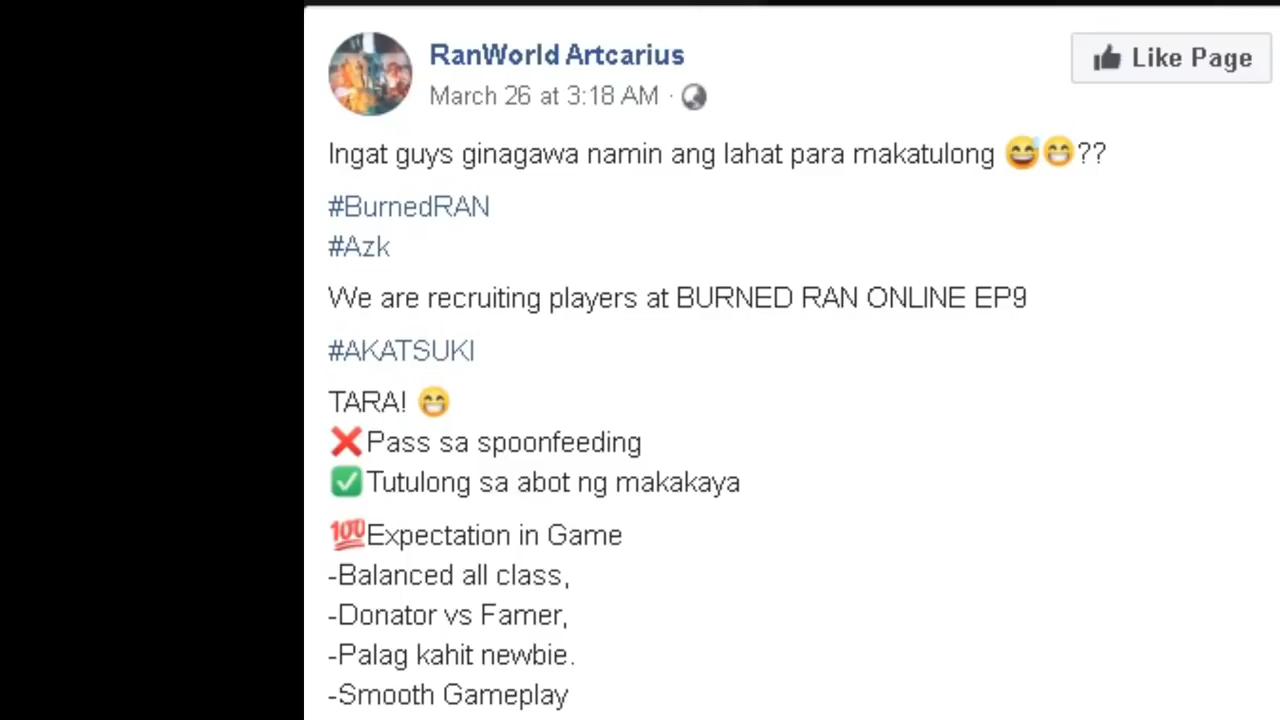 RanWorld Artcarius
Like Page
March 26 at 3:18 AM ·
Ingat guys ginagawa namin ang lahat para makatulong 😅😁??
#BurnedRAN
#Azk
We are recruiting players at BURNED RAN ONLINE EP9
#AKATSUKI
TARA! 😁
❌Pass sa spoonfeeding
✅Tutulong sa abot ng makakaya
💯Expectation in Game
-Balanced all class,
-Donator vs Famer,
-Palag kahit newbie.
-Smooth Gameplay